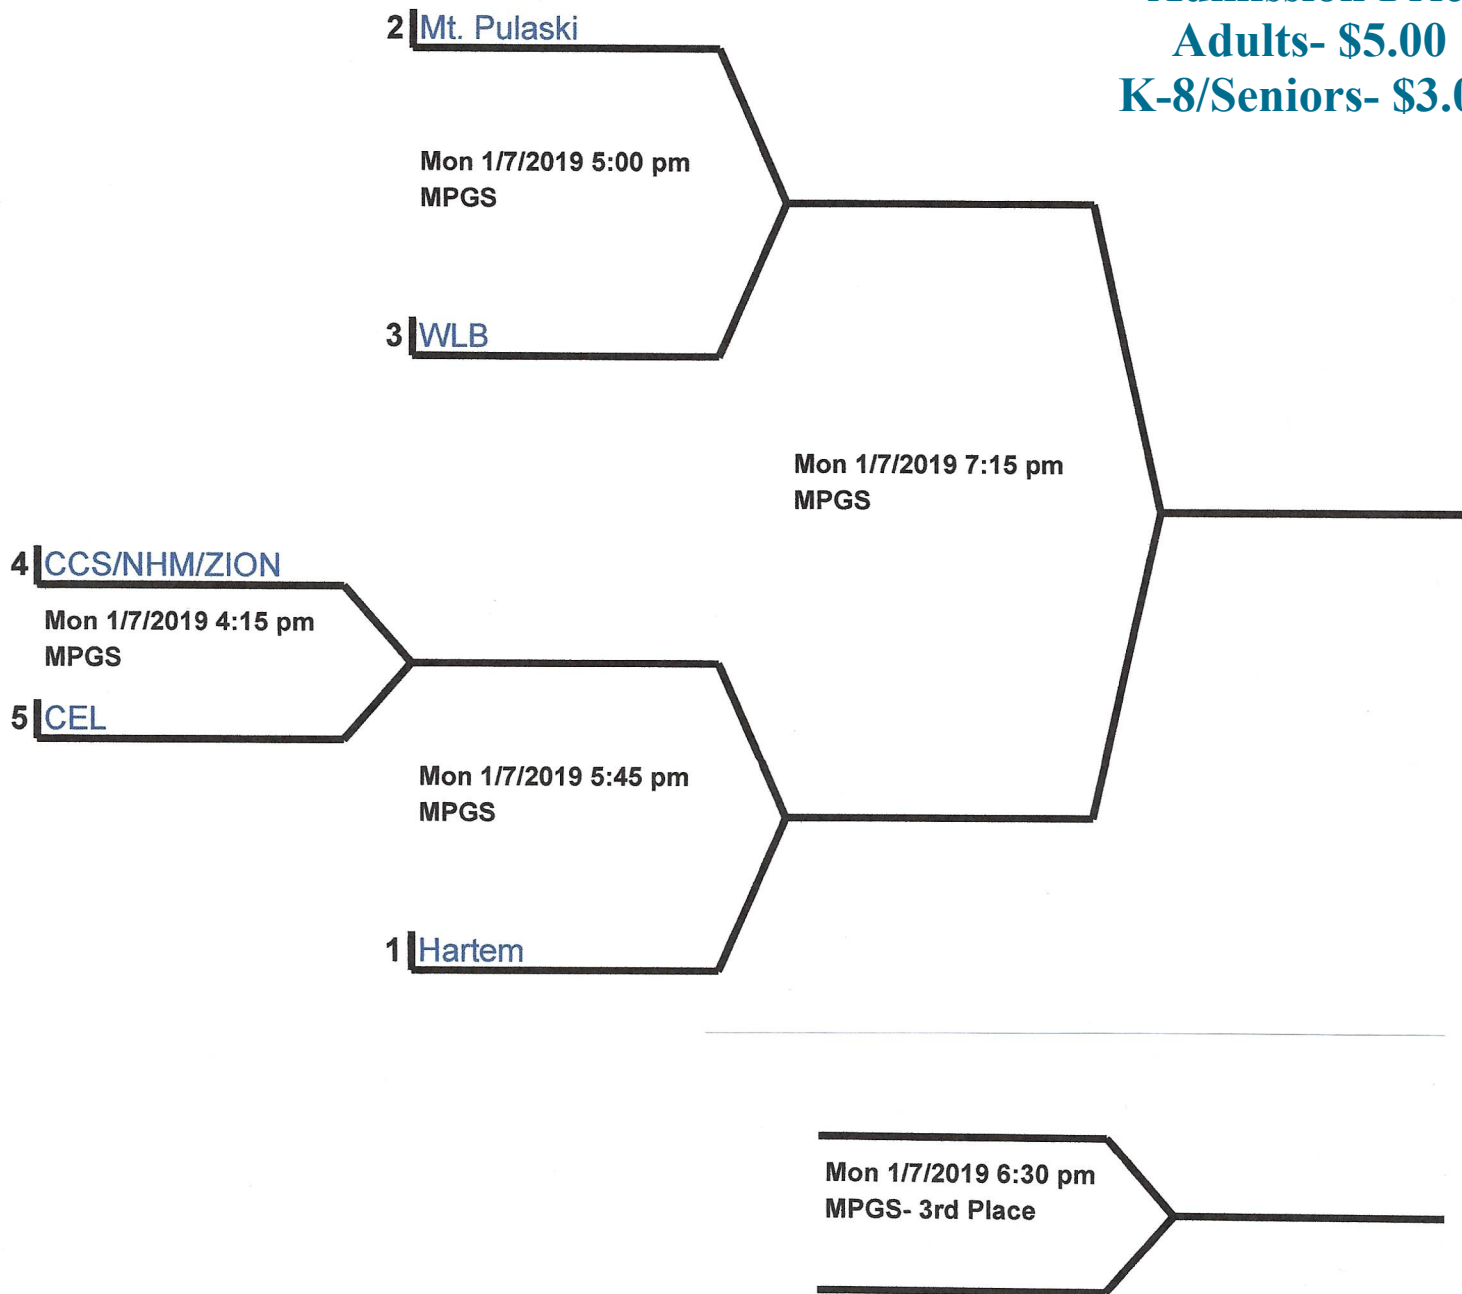 Adults- $5.00
K-8/Seniors-
2 Mt. Pulaski
Mon 1/7/2019 5:00 pm
MPGS
3 WLB
Mon 1/7/2019 7:15 pm
MPGS
4 CCS/NHM/ZION
Mon 1/7/2019 4:15 pm
MPGS
5 CEL
Mon 1/7/2019 5:45 pm
MPGS
1 Hartem
Mon 1/7/2019 6:30 pm
MPGS- 3rd Place